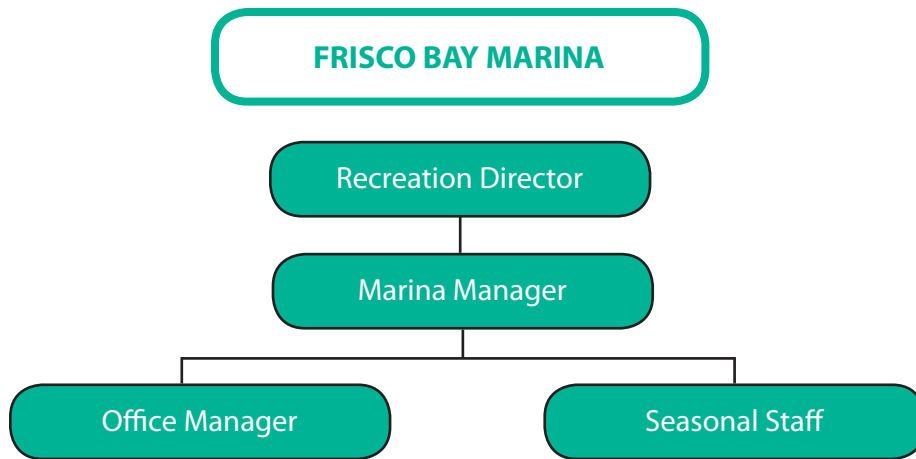 FRISCO BAY MARINA
Recreation Director
Marina Manager
Office Manager
Seasonal Staff